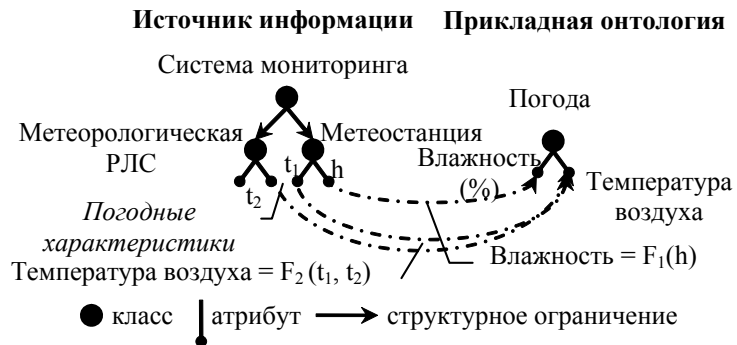 Источник информации
Прикладная онтология
Система мониторинга
Погода
Метеорологическая
РЛС
Метеостанция
t1
h
t2
Влажность
(%)
Температура
воздуха
Погодные
характеристики
Температура воздуха = F2 (t1, t2)
Влажность = F1(h)
класс
атрибут
структурное ограничение